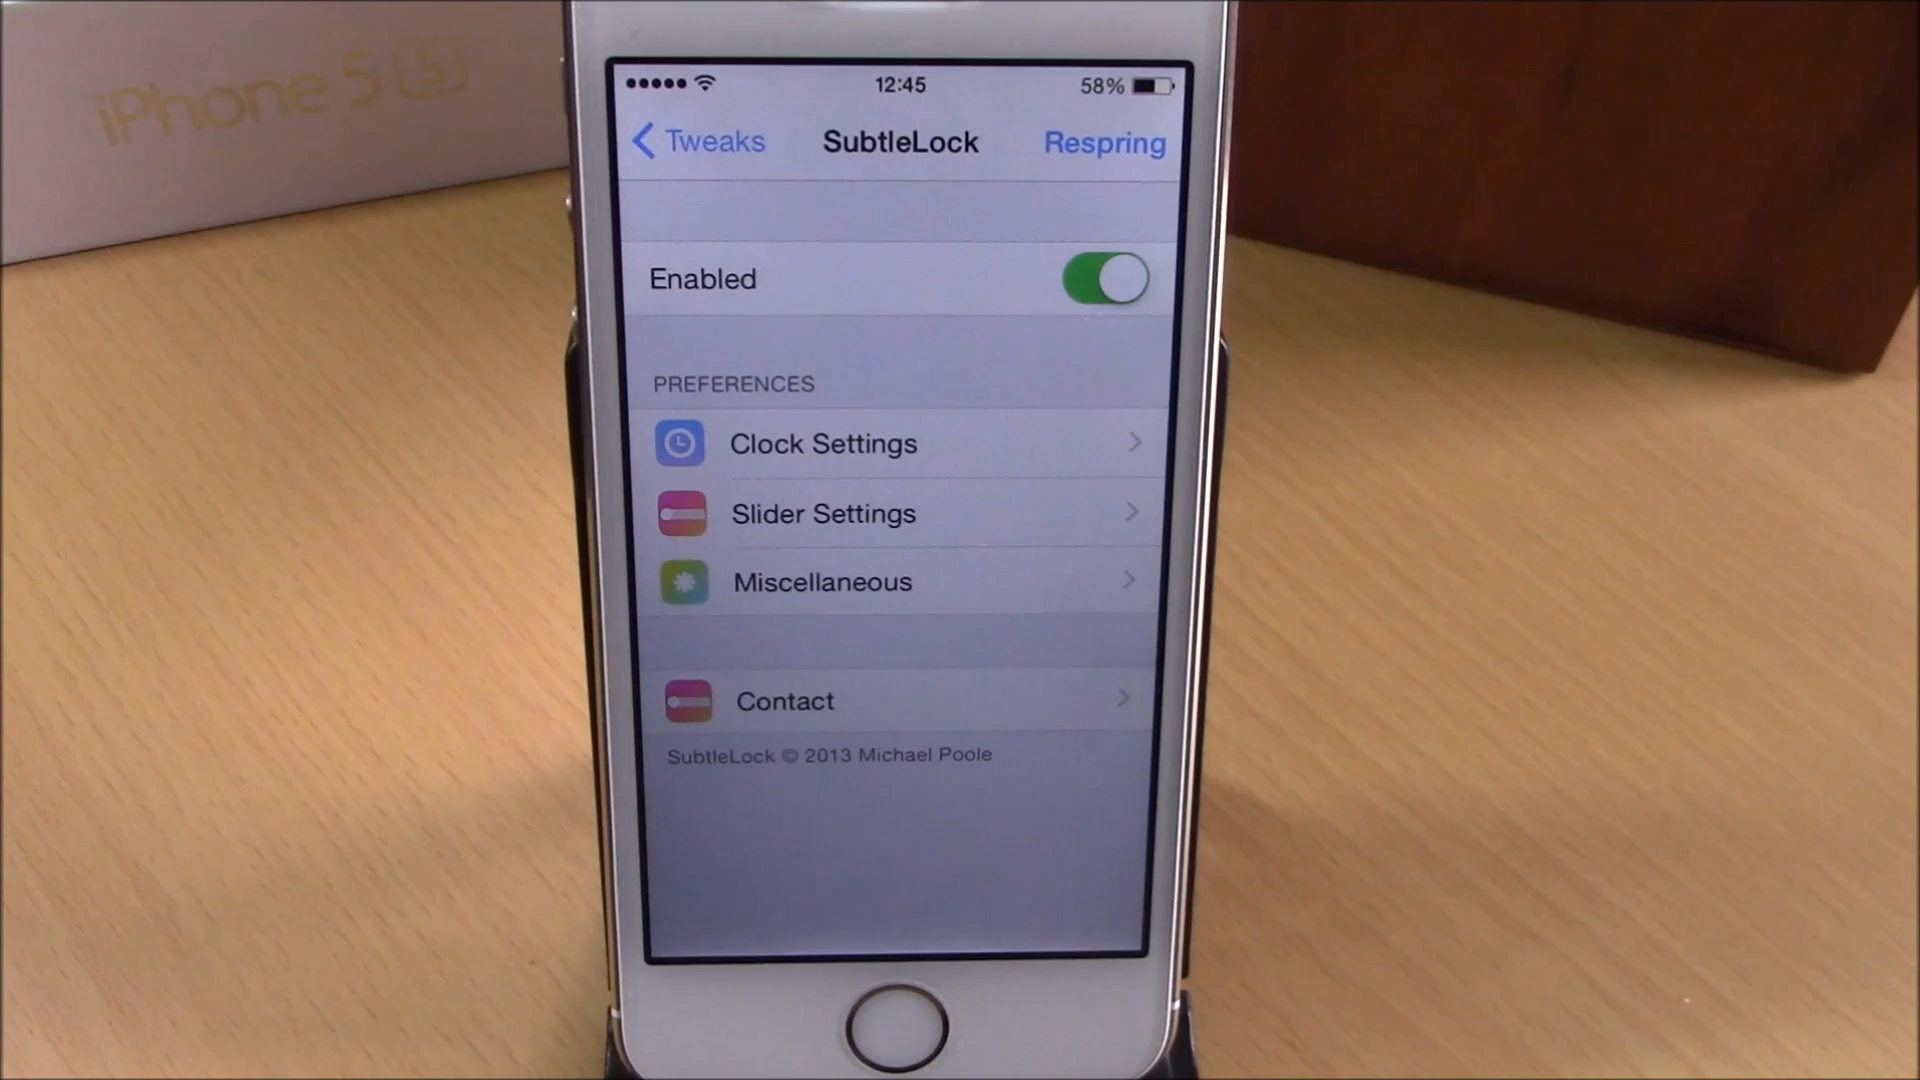 iPhone 5s
12:45
58%
Tweaks
SubtleLock
Respring
Enabled
PREFERENCES
Clock Settings
Slider Settings
Miscellaneous
Contact
SubtleLock © 2013 Michael Poole